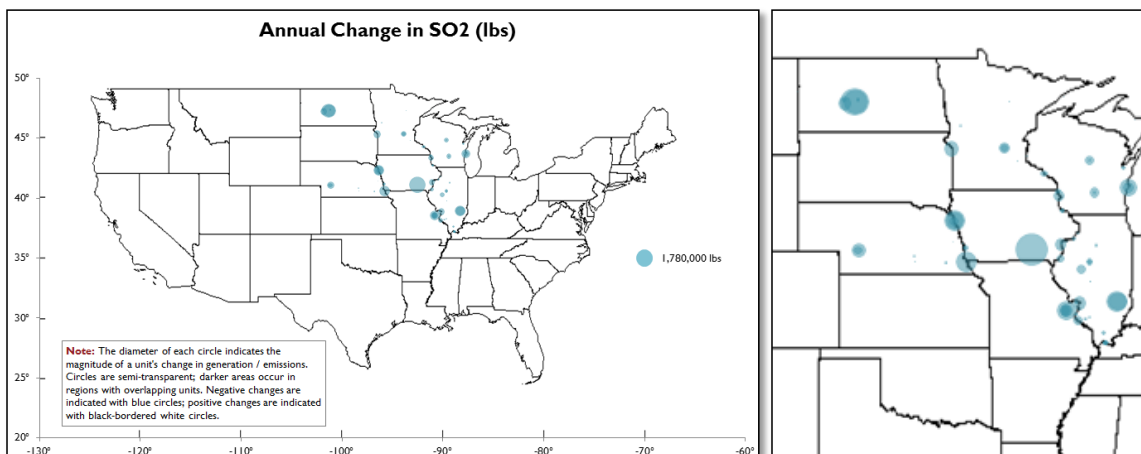 Annual Change in SO2 (lbs)
50°
45°
40°
35°
30°
25°
20°
-130°
-120°
-110°
-100°
-90°
-80°
-70°
-60°
1,780,000 lbs
Note: The diameter of each circle indicates the
magnitude of a unit's change in generation / emissions.
Circles are semi-transparent; darker areas occur in
regions with overlapping units. Negative changes are
indicated with blue circles; positive changes are indicated
with black-bordered white circles.